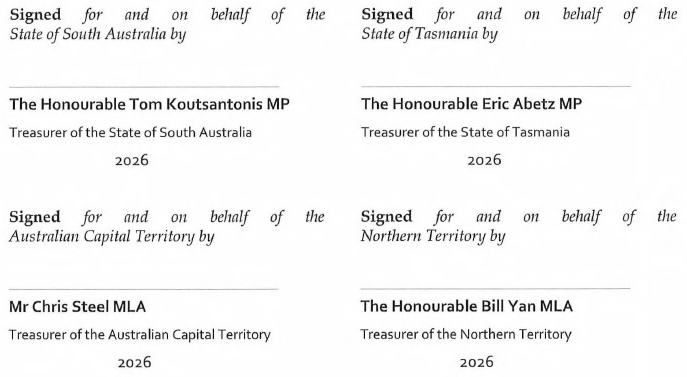 Signed for and on behalf of the
State of South Australia by
The Honourable Tom Koutsantonis MP
Treasurer of the State of South Australia
2026
Signed for and on behalf of the
State of Tasmania by
The Honourable Eric Abetz MP
Treasurer of the State of Tasmania
2026
Signed for and on behalf of the
Australian Capital Territory by
Mr Chris Steel MLA
Treasurer of the Australian Capital Territory
2026
Signed for and on behalf of the
Northern Territory by
The Honourable Bill Yan MLA
Treasurer of the Northern Territory
2026